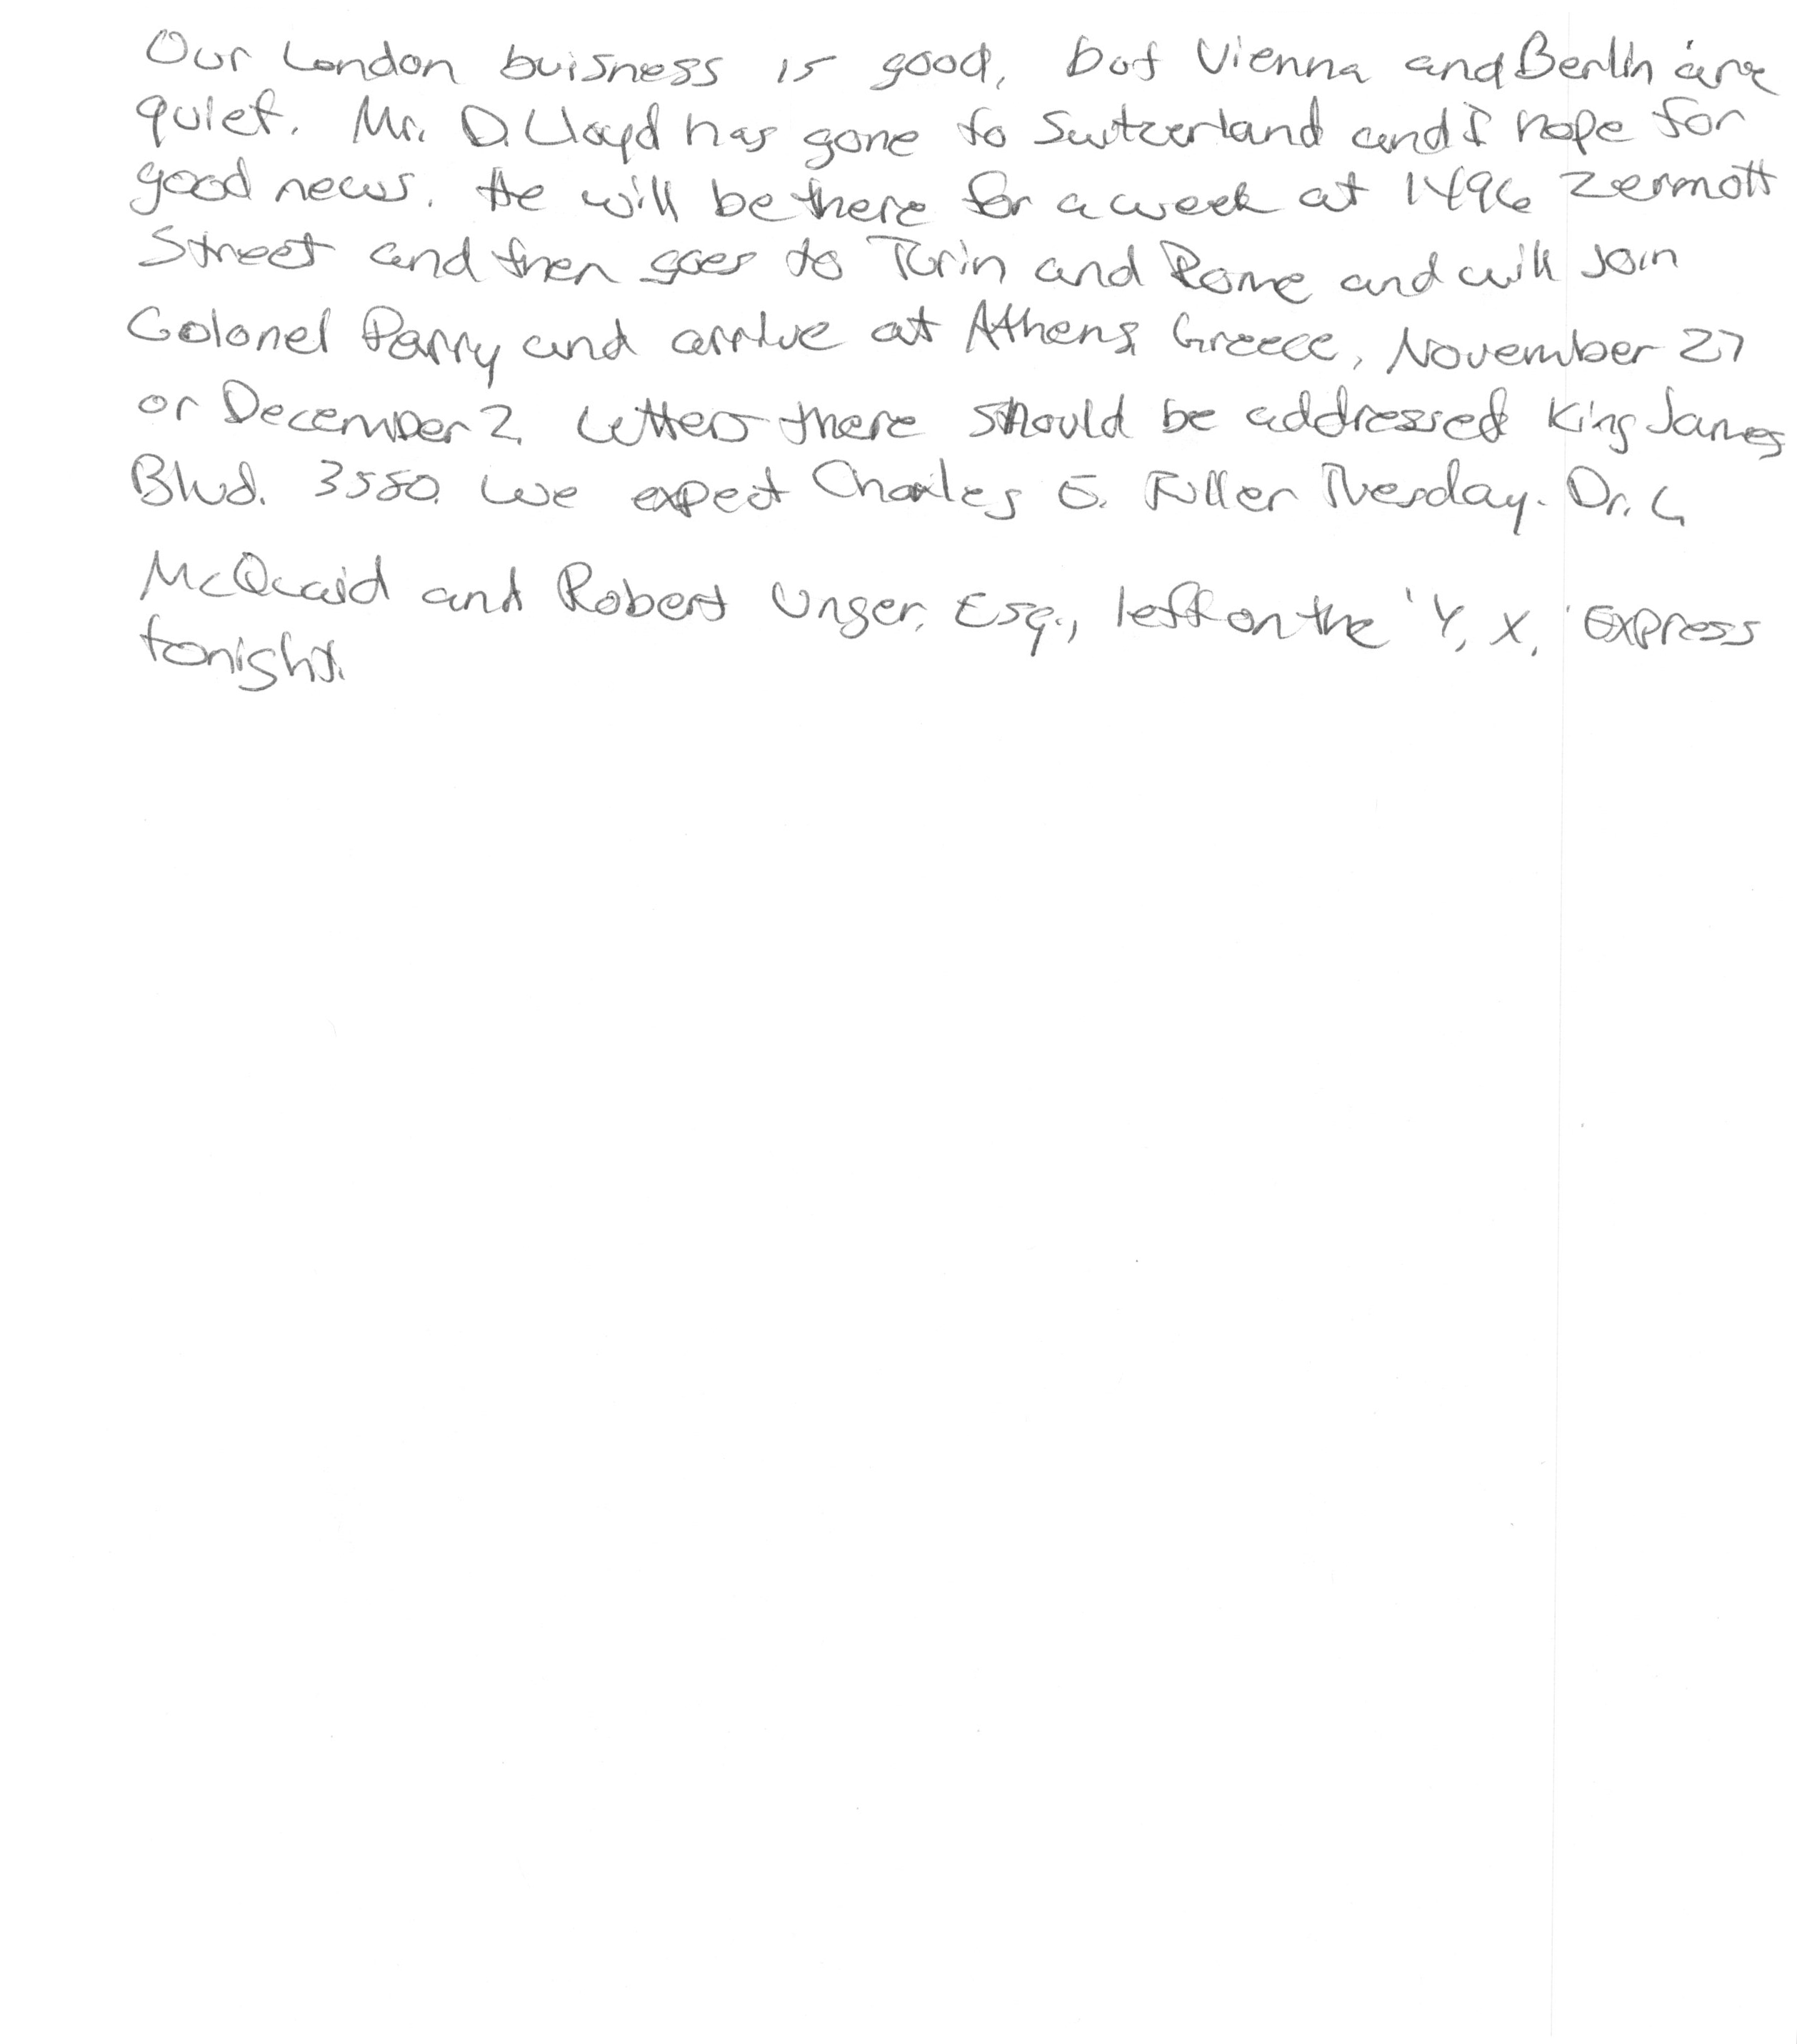 Our London buisness is good, but Vienna and Berlin are
quiet. Mr. D. Lloyd has gone to Switzerland and I hope for
good news. He will be there for a week at 1496 Zermott
Street and then goes to Turin and Rome and will join
Colonel Parry and arrive at Athens, Greece, November 27
or December 2. Letters there should be addressed King James
Blvd. 3580. We expect Charles E. Fuller Tuesday. Dr. L
McQuaid and Robert Unger, Esq., left on the 'Y, X,' Express
tonight.